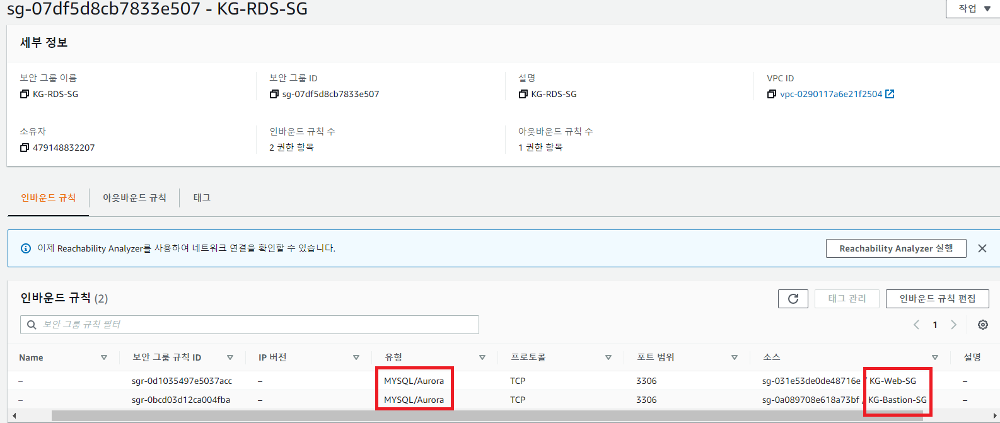 sg-07df5d8cb7833e507 - KG-RDS-SG
작업
세부 정보
보안 그룹 이름 보안 그룹 ID 설명 VPC ID
KG-RDS-SG sg-07df5d8cb7833e507 KG-RDS-SG vpc-0290117a6e21f2504
소유자 인바운드 규칙 수 아웃바운드 규칙 수
479148832207 2 권한 항목 1 권한 항목
인바운드 규칙 아웃바운드 규칙 태그
이제 Reachability Analyzer를 사용하여 네트워크 연결을 확인할 수 있습니다. Reachability Analyzer 실행
인바운드 규칙 (2) 태그 관리 인바운드 규칙 편집
보안 그룹 규칙 필터 1
Name 보안 그룹 규칙 ID IP 버전 유형 프로토콜 포트 범위 소스 설명
– sgr-0d1035497e5037acc – MYSQL/Aurora TCP 3306 sg-031e53de0de48716e / KG-Web-SG –
– sgr-0bcd03d12ca004fba – MYSQL/Aurora TCP 3306 sg-0a089708e618a73bf / KG-Bastion-SG –